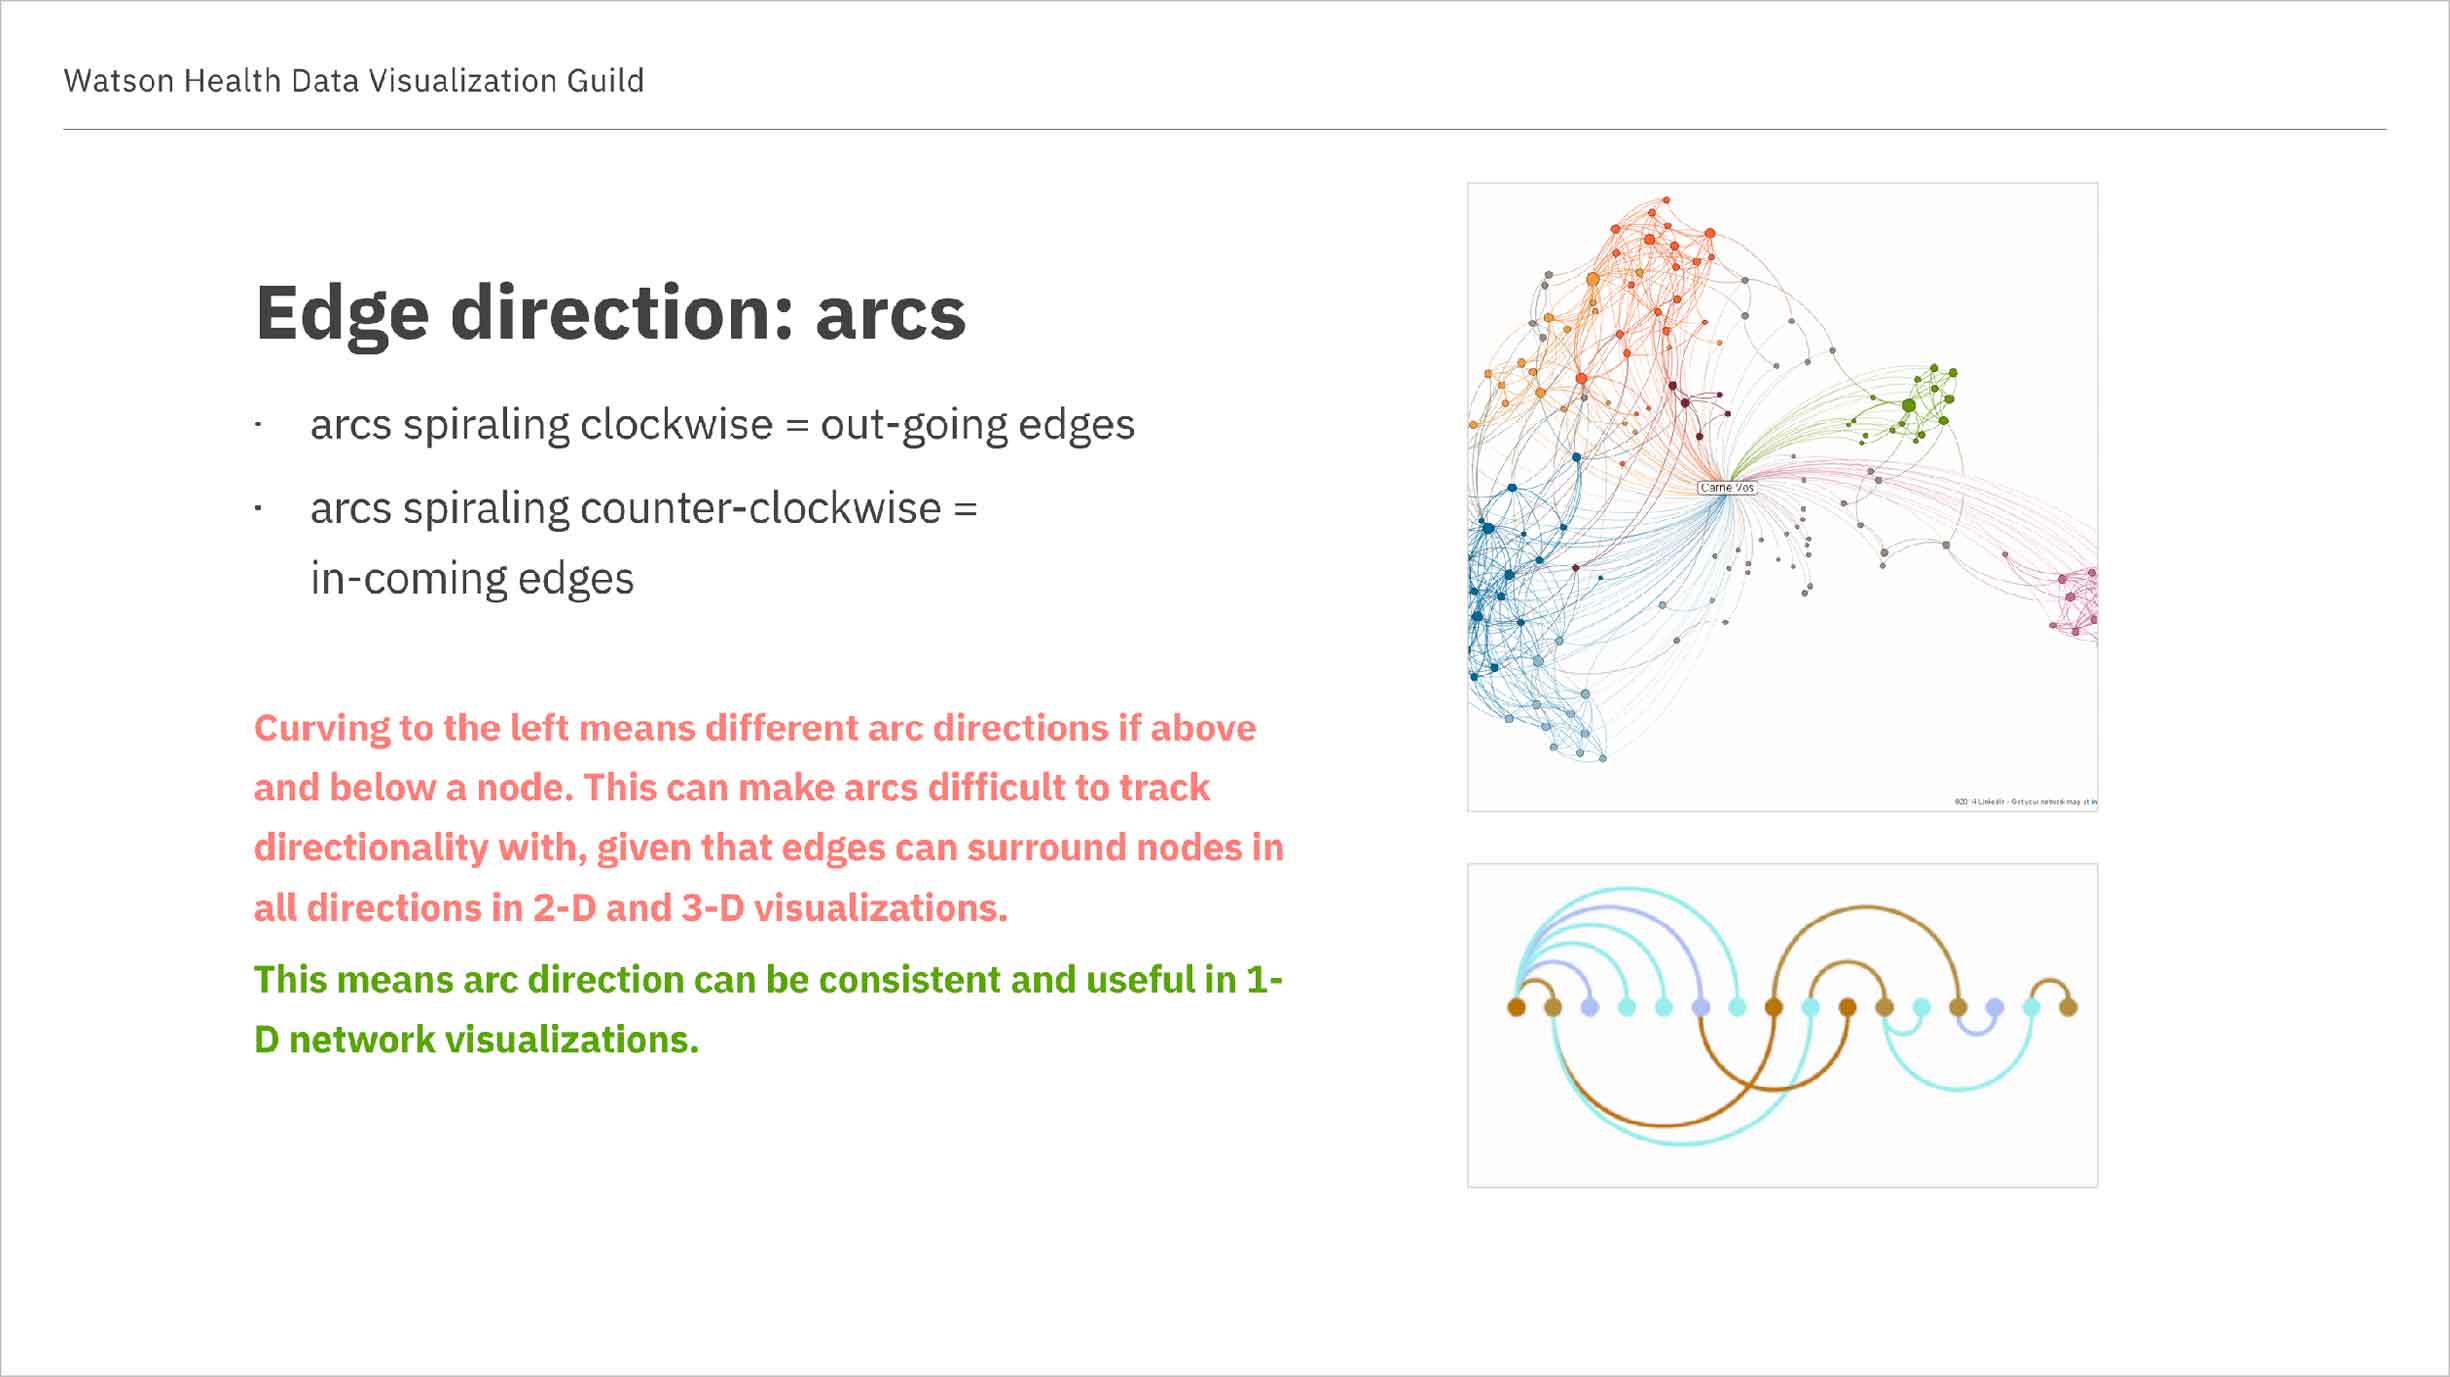 Watson Health Data Visualization Guild
Edge direction: arcs
· arcs spiraling clockwise = out-going edges
· arcs spiraling counter-clockwise =
in-coming edges
Curving to the left means different arc directions if above
and below a node. This can make arcs difficult to track
directionality with, given that edges can surround nodes in
all directions in 2-D and 3-D visualizations.
This means arc direction can be consistent and useful in 1-
D network visualizations.
Carrie Vos
©2014 LinkedIn - Get your network map at in